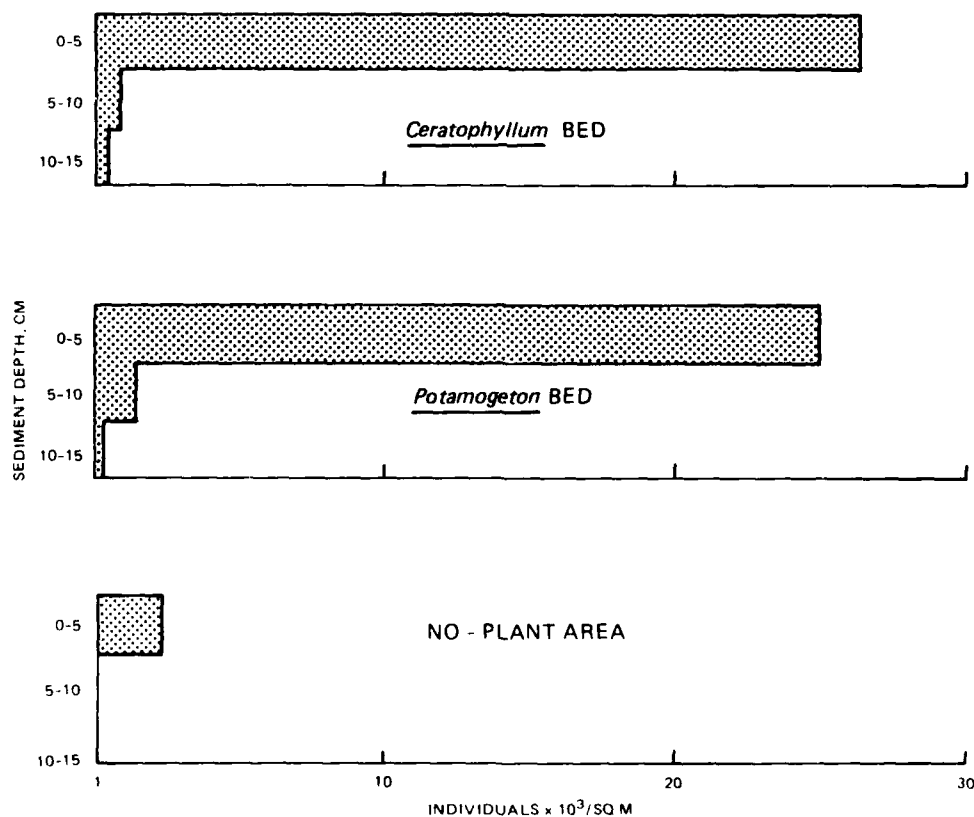 0-5
5-10
10-15
Ceratophyllum BED
0-5
5-10
10-15
Potamogeton BED
SEDIMENT DEPTH, CM
0-5
5-10
10-15
NO - PLANT AREA
1 10 20 30
INDIVIDUALS x 10³/SQ M